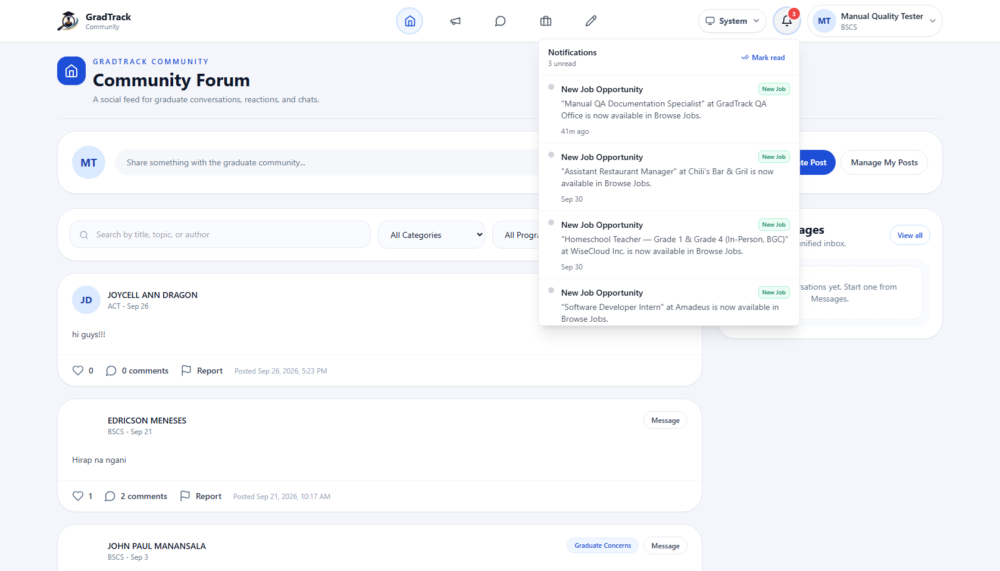 GradTrack
Community
System
3
MT
Manual Quality Tester
BSCS
GRADTRACK COMMUNITY
Community Forum
A social feed for graduate conversations, reactions, and chats.
Notifications
3 unread
Mark read
New Job Opportunity
New Job
"Manual QA Documentation Specialist" at GradTrack QA
Office is now available in Browse Jobs.
41m ago
New Job Opportunity
New Job
"Assistant Restaurant Manager" at Chili's Bar & Gril is now
available in Browse Jobs.
Sep 30
New Job Opportunity
New Job
"Homeschool Teacher — Grade 1 & Grade 4 (In-Person, BGC)"
at WiseCloud Inc. is now available in Browse Jobs.
Sep 30
New Job Opportunity
New Job
"Software Developer Intern" at Amadeus is now available in
Browse Jobs.
MT
Share something with the graduate community...
Post
Manage My Posts
Search by title, topic, or author
All Categories
All
View all
inbox.
yet. Start one from
Messages.
JD
JOYCELL ANN DRAGON
ACT - Sep 26
hi guys!!!
0
0 comments
Report
Posted Sep 26, 2026, 5:23 PM
EDRICSON MENESES
BSCS - Sep 21
Message
Hirap na ngani
1
2 comments
Report
Posted Sep 21, 2026, 10:17 AM
JOHN PAUL MANANSALA
BSCS - Sep 3
Graduate Concerns
Message